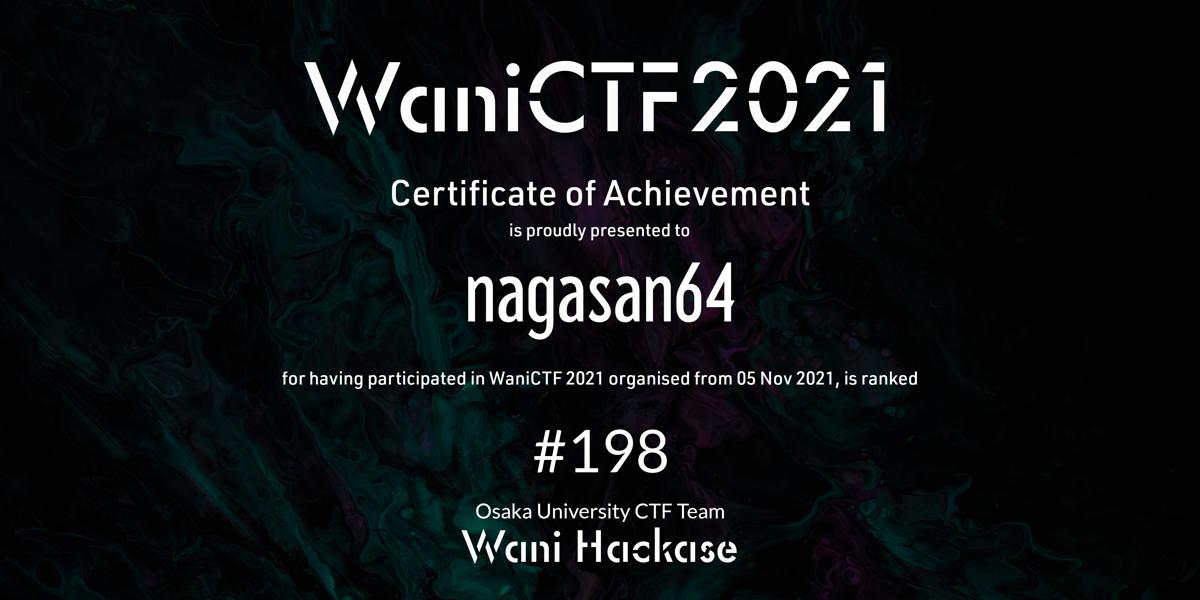 WaniCTF2021
Certificate of Achievement
is proudly presented to
nagasan64
for having participated in WaniCTF 2021 organised from 05 Nov 2021, is ranked
#198
Osaka University CTF Team
Wani Hackase